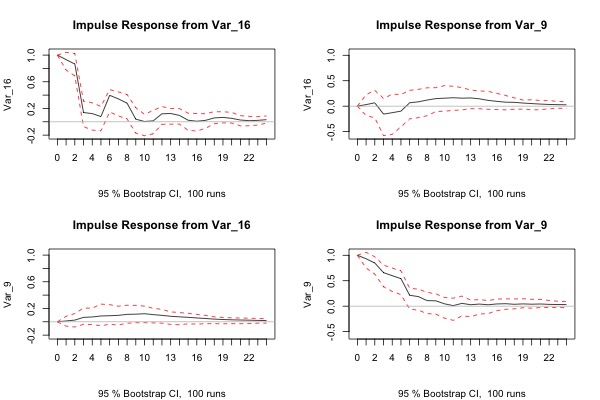 Impulse Response from Var_16
Var_16
1.0
0.6
0.2
-0.2
0 2 4 6 8 10 13 16 19 22
95 % Bootstrap CI, 100 runs
Impulse Response from Var_9
Var_16
1.0
0.5
0.0
-0.5
0 2 4 6 8 10 13 16 19 22
95 % Bootstrap CI, 100 runs
Impulse Response from Var_16
Var_9
1.0
0.6
0.2
-0.2
0 2 4 6 8 10 13 16 19 22
95 % Bootstrap CI, 100 runs
Impulse Response from Var_9
Var_9
1.0
0.5
0.0
-0.5
0 2 4 6 8 10 13 16 19 22
95 % Bootstrap CI, 100 runs